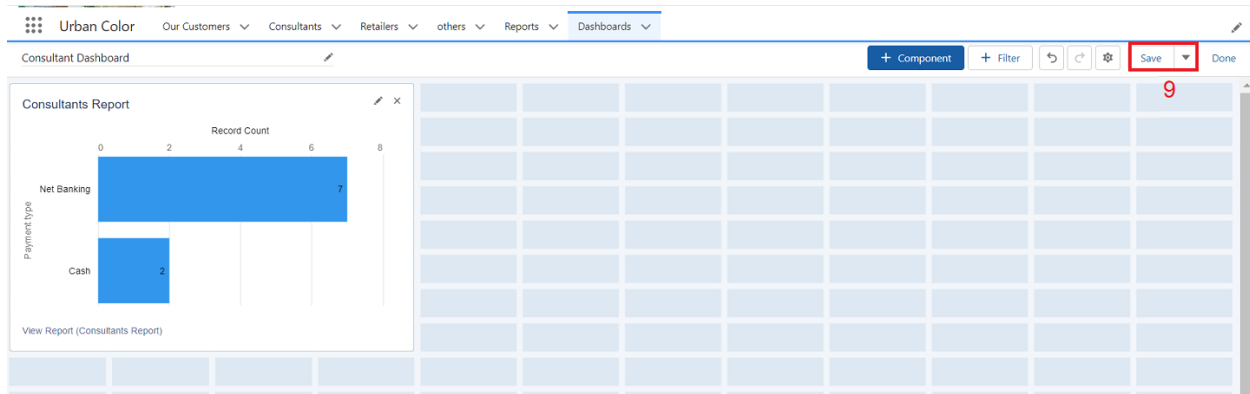 Urban Color Our Customers Consultants Retailers others Reports Dashboards
Consultant Dashboard + Component + Filter Save Done
9
Consultants Report
Record Count
0 2 4 6 8
Net Banking 7
Payment type
Cash 2
View Report (Consultants Report)